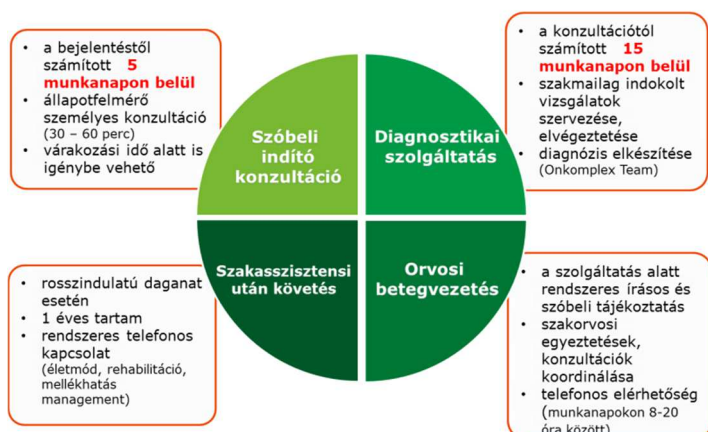 • a bejelentéstől
számított 5
munkanapon belül
• állapotfelmérő
személyes konzultáció
(30 – 60 perc)
• várakozási idő alatt is
igénybe vehető
Szóbeli
indító
konzultáció
Diagnosztikai
szolgáltatás
• a konzultációtól
számított 15
munkanapon belül
• szakmailag indokolt
vizsgálatok
szervezése,
elvégeztetése
• diagnózis elkészítése
(Onkomplex Team)
• rosszindulatú daganat
esetén
• 1 éves tartam
• rendszeres telefonos
kapcsolat
(életmód, rehabilitáció,
mellékhatás
management)
Szakasszisztensi
után követés
Orvosi
betegvezetés
• a szolgáltatás alatt
rendszeres írásos és
szóbeli tájékoztatás
• szakorvosi
egyeztetések,
konzultációk
koordinálása
• telefonos elérhetőség
(munkanapokon 8-20
óra között)